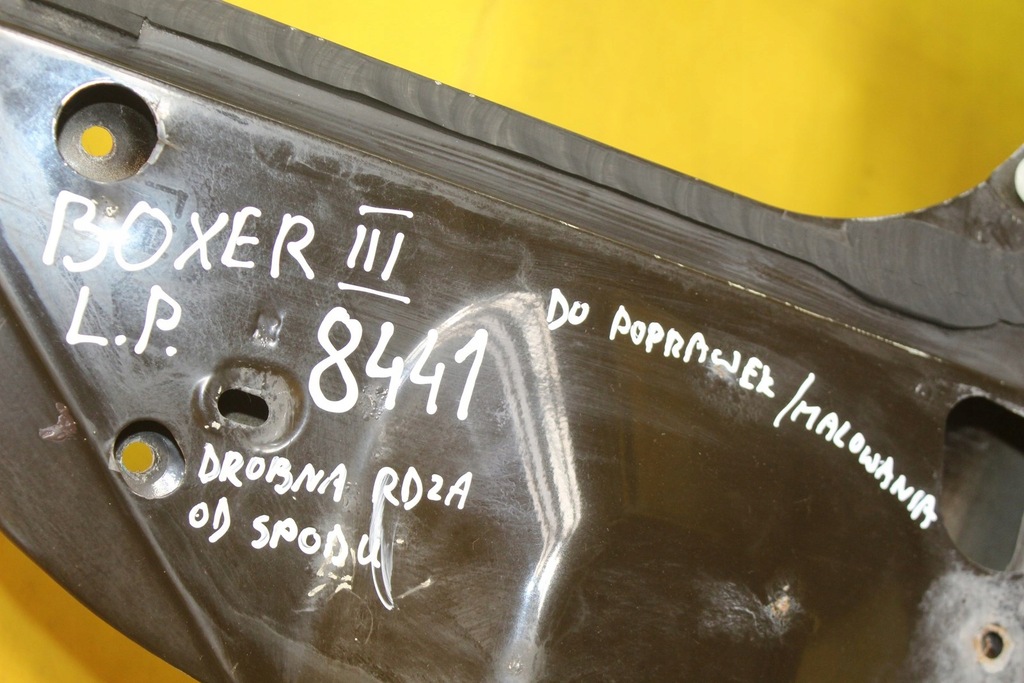 BOXER III
L.P.
8441
DO POPRAWEK/MALOWANIA
DROBNA RDZA
OD SPODU